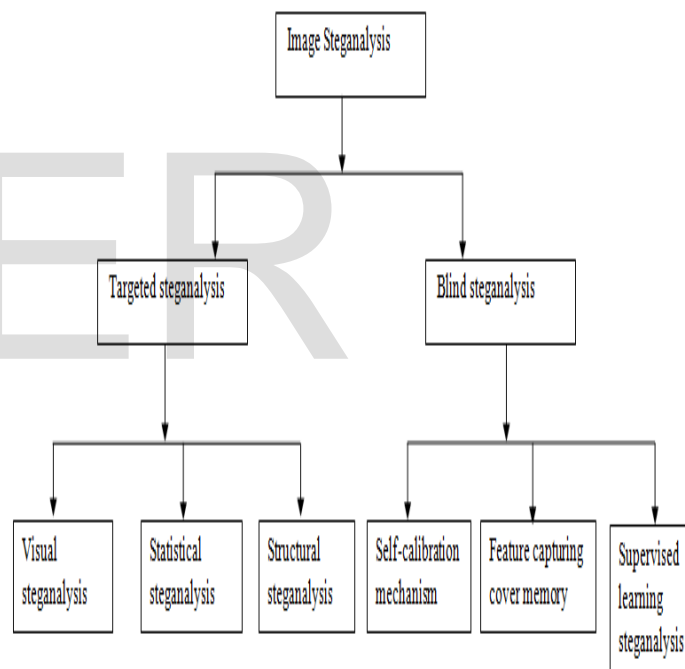 Image Steganalysis
ER
Targeted steganalysis
Blind steganalysis
Visual
steganalysis
Statistical
steganalysis
Structural
steganalysis
Self-calibration
mechanism
Feature capturing
cover memory
Supervised
learning
steganalysis